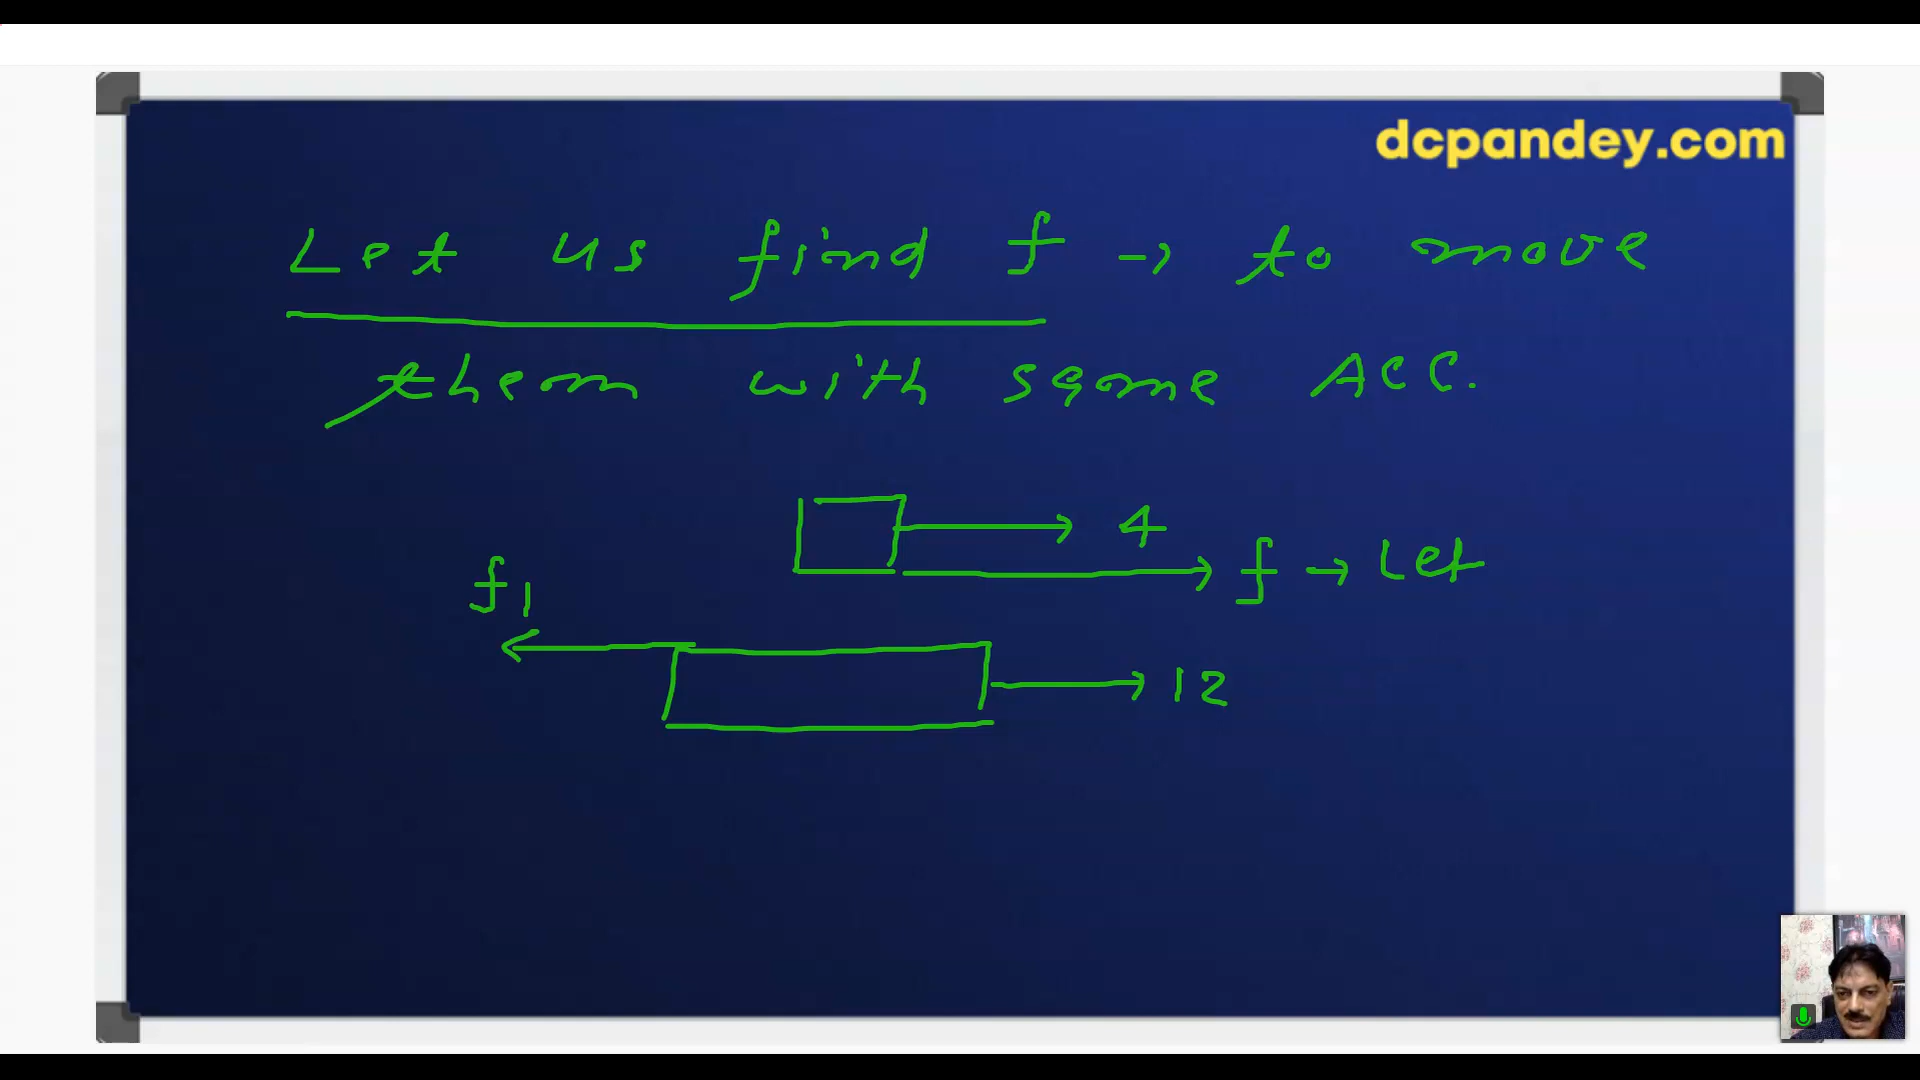 dcpandey.com
Let us find f → to move
them with same Acc.
4
f → Let
f1
12